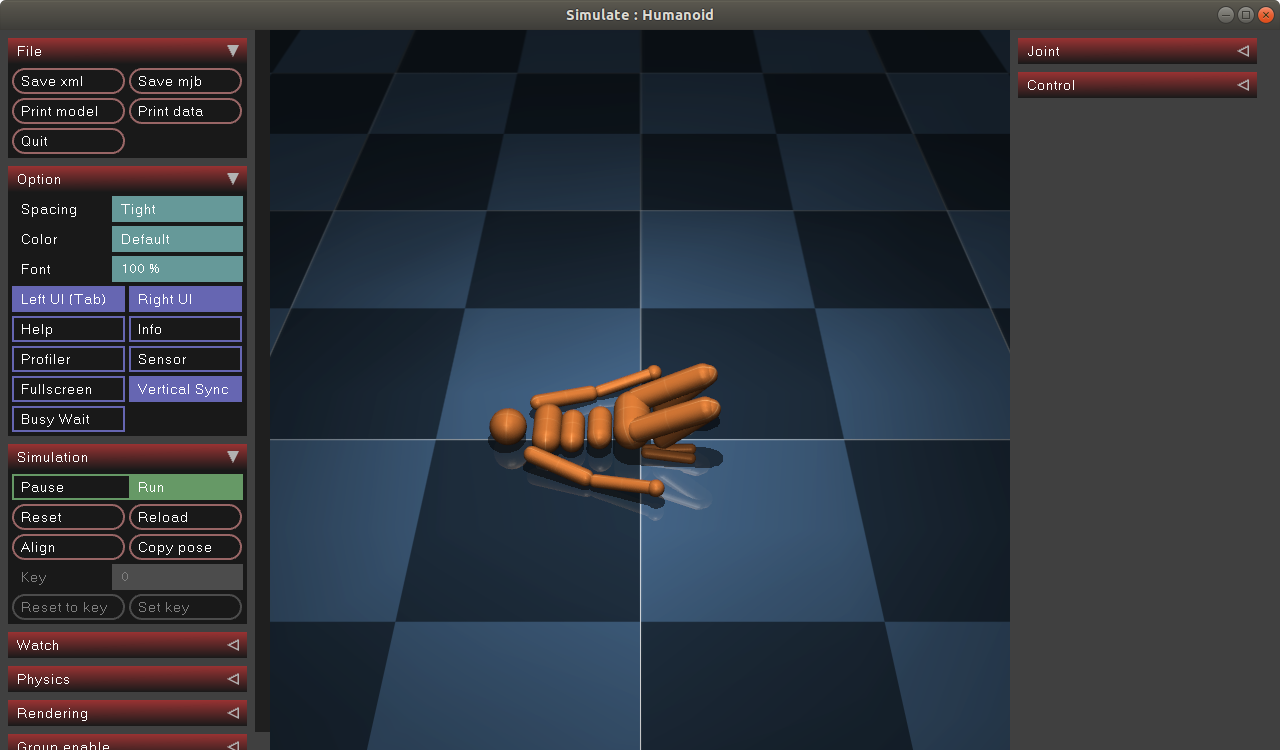 Simulate : Humanoid
File
Save xml Save mjb
Print model Print data
Quit
Option
Spacing Tight
Color Default
Font 100 %
Left UI (Tab) Right UI
Help Info
Profiler Sensor
Fullscreen Vertical Sync
Busy Wait
Simulation
Pause Run
Reset Reload
Align Copy pose
Key 0
Reset to key Set key
Watch
Physics
Rendering
Group enable
Joint
Control